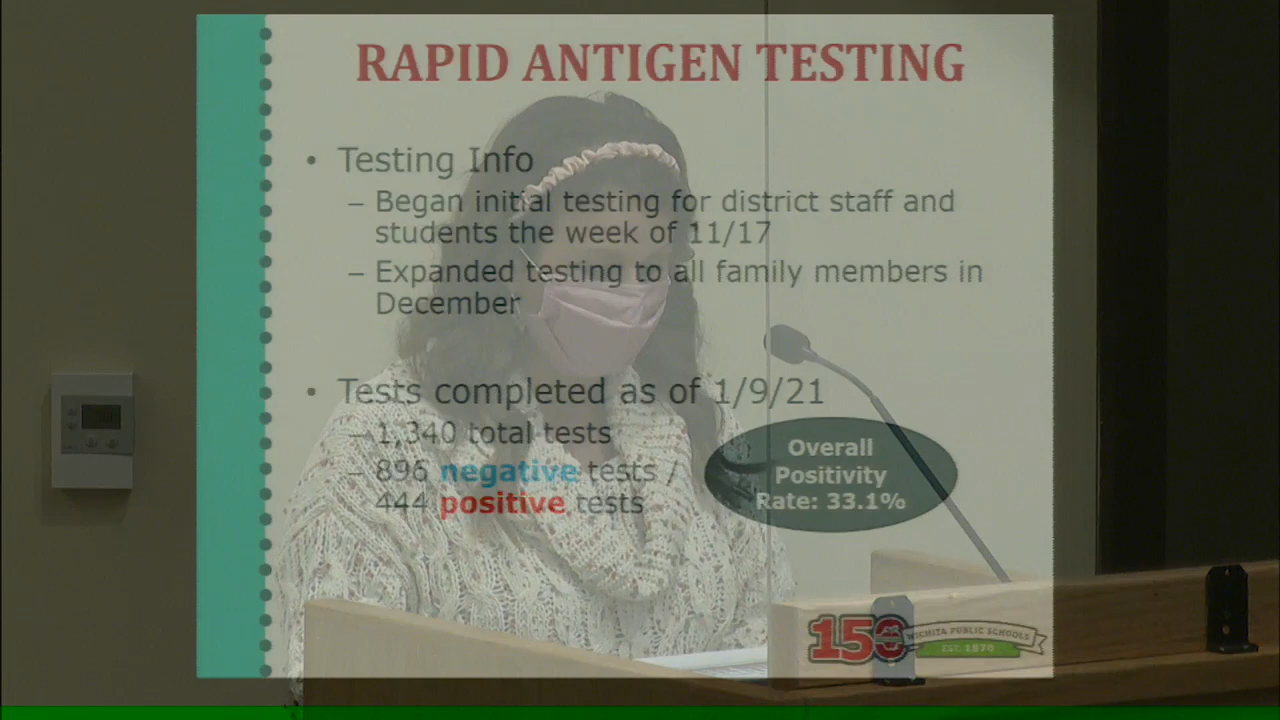 RAPID ANTIGEN TESTING
• Testing Info
– Began initial testing for district staff and
students the week of 11/17
– Expanded testing to all family members in
December
• Tests completed as of 1/9/21
– 1,340 total tests
– 896 negative tests /
444 positive tests
Overall
Positivity
Rate: 33.1%
150
WICHITA PUBLIC SCHOOLS
EST. 1870